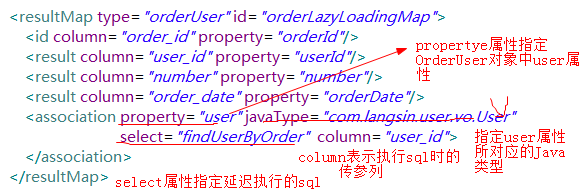 <resultMap type="orderUser" id="orderLazyLoadingMap">
<id column="order_id" property="orderId"/>
<result column="user_id" property="userId"/>
<result column="number" property="number"/>
<result column="order_date" property="orderDate"/>
<association property="user" javaType="com.langsin.user.vo.User"
select="findUserByOrder" column="user_id">
</association>
</resultMap>
propertye属性指定
OrderUser对象中user属
性
指定user属性
所对应的Java
类型
column表示执行sql时的
传参列
select属性指定延迟执行的sql